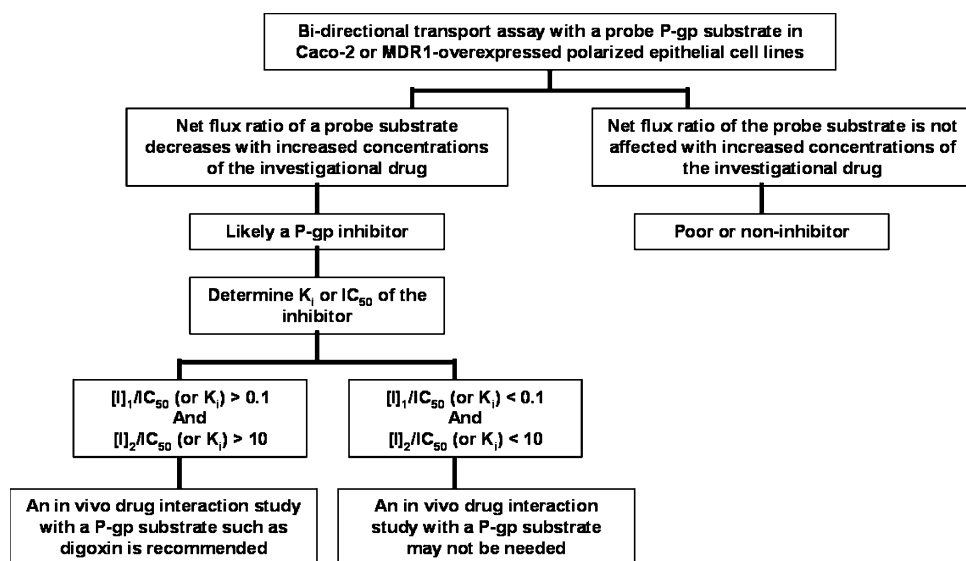 Bi-directional transport assay with a probe P-gp substrate in
Caco-2 or MDR1-overexpressed polarized epithelial cell lines
Net flux ratio of a probe substrate
decreases with increased concentrations
of the investigational drug
Net flux ratio of the probe substrate is not
affected with increased concentrations of
the investigational drug
Likely a P-gp inhibitor
Poor or non-inhibitor
Determine Ki or IC50 of the
inhibitor
[I]1/IC50 (or Ki) > 0.1
And
[I]2/IC50 (or Ki) > 10
[I]1/IC50 (or Ki) < 0.1
And
[I]2/IC50 (or Ki) < 10
An in vivo drug interaction study
with a P-gp substrate such as
digoxin is recommended
An in vivo drug interaction
study with a P-gp substrate
may not be needed